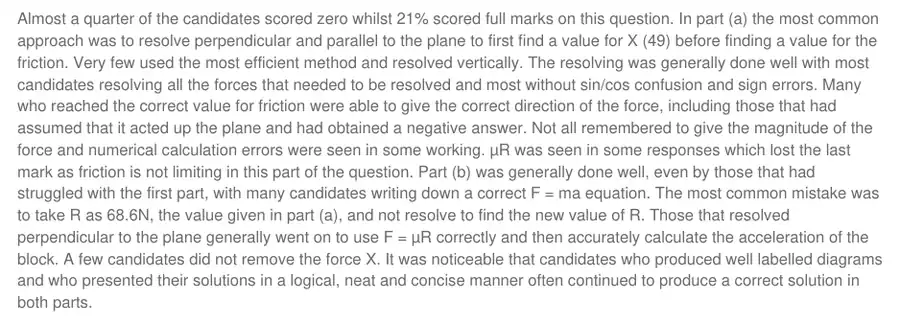 Almost a quarter of the candidates scored zero whilst 21% scored full marks on this question. In part (a) the most common
approach was to resolve perpendicular and parallel to the plane to first find a value for X (49) before finding a value for the
friction. Very few used the most efficient method and resolved vertically. The resolving was generally done well with most
candidates resolving all the forces that needed to be resolved and most without sin/cos confusion and sign errors. Many
who reached the correct value for friction were able to give the correct direction of the force, including those that had
assumed that it acted up the plane and had obtained a negative answer. Not all remembered to give the magnitude of the
force and numerical calculation errors were seen in some working. μR was seen in some responses which lost the last
mark as friction is not limiting in this part of the question. Part (b) was generally done well, even by those that had
struggled with the first part, with many candidates writing down a correct F = ma equation. The most common mistake was
to take R as 68.6N, the value given in part (a), and not resolve to find the new value of R. Those that resolved
perpendicular to the plane generally went on to use F = μR correctly and then accurately calculate the acceleration of the
block. A few candidates did not remove the force X. It was noticeable that candidates who produced well labelled diagrams
and who presented their solutions in a logical, neat and concise manner often continued to produce a correct solution in
both parts.